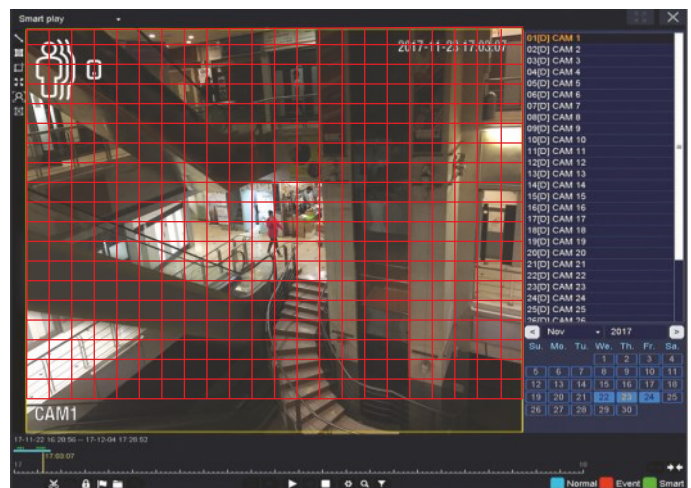 Smart play
2017-11-23 17:03:07
0
CAM1
01[D] CAM 1
02[D] CAM 2
03[D] CAM 3
04[D] CAM 4
05[D] CAM 5
06[D] CAM 6
07[D] CAM 7
08[D] CAM 8
09[D] CAM 9
10[D] CAM 10
11[D] CAM 11
12[D] CAM 12
13[D] CAM 13
14[D] CAM 14
15[D] CAM 15
16[D] CAM 16
17[D] CAM 17
18[D] CAM 18
19[D] CAM 19
20[D] CAM 20
21[D] CAM 21
22[D] CAM 22
23[D] CAM 23
24[D] CAM 24
25[D] CAM 25
26[D] CAM 26
< Nov 2017 >
Su. Mo. Tu. We. Th. Fr. Sa.
1 2 3 4
5 6 7 8 9 10 11
12 13 14 15 16 17 18
19 20 21 22 23 24 25
26 27 28 29 30
17-11-22 16:20:56 -- 17-12-04 17:28:52
17:03:07
17 18
Normal Event Smart